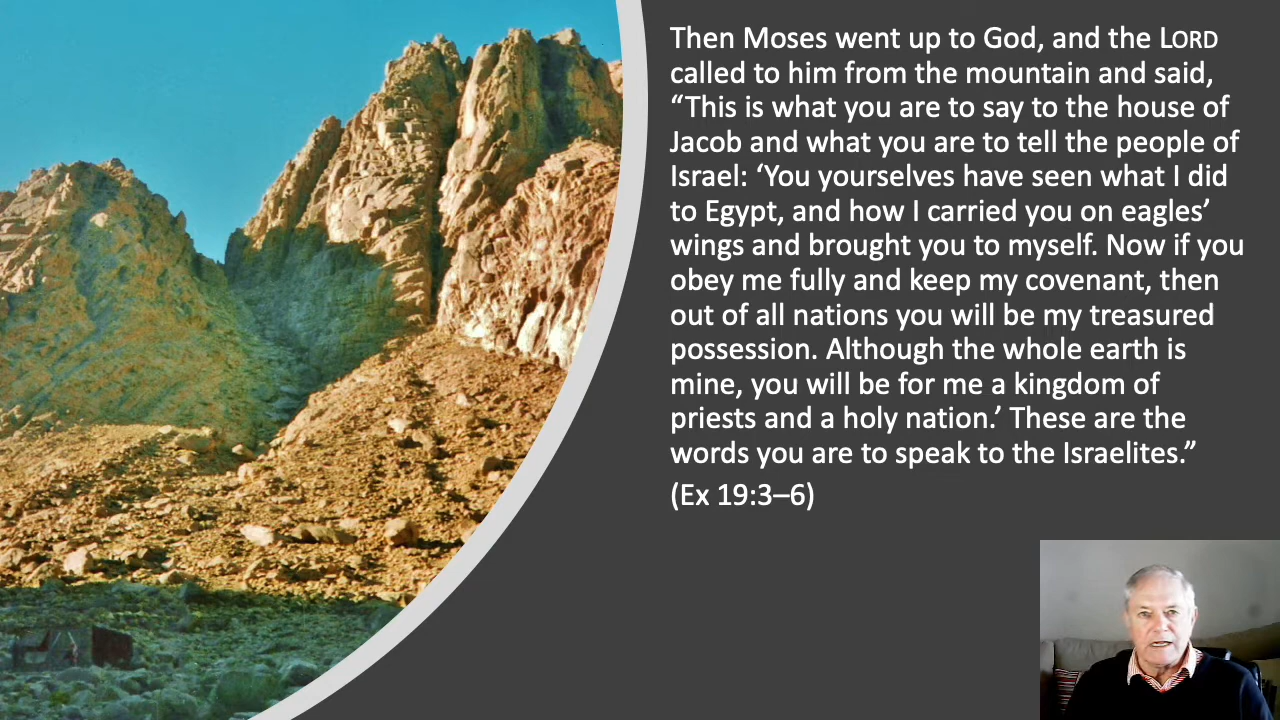 Then Moses went up to God, and the LORD
called to him from the mountain and said,
“This is what you are to say to the house of
Jacob and what you are to tell the people of
Israel: ‘You yourselves have seen what I did
to Egypt, and how I carried you on eagles’
wings and brought you to myself. Now if you
obey me fully and keep my covenant, then
out of all nations you will be my treasured
possession. Although the whole earth is
mine, you will be for me a kingdom of
priests and a holy nation.’ These are the
words you are to speak to the Israelites.”
(Ex 19:3–6)